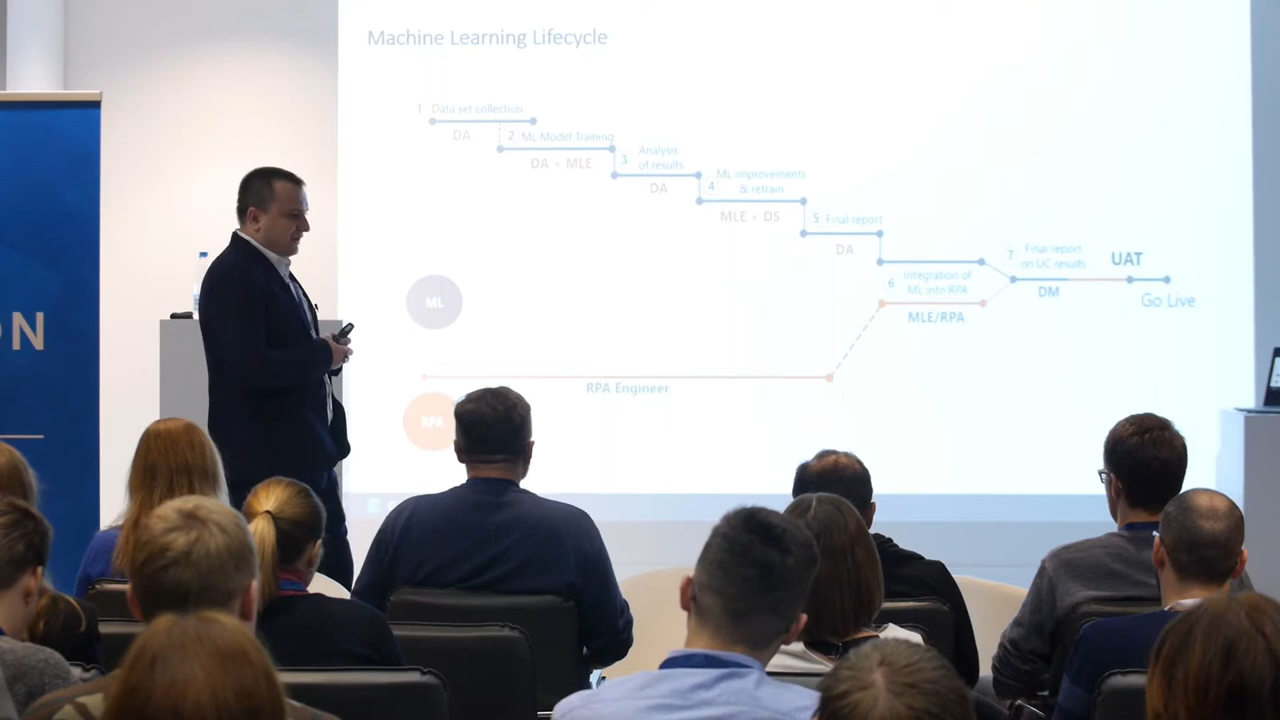 Machine Learning Lifecycle
1 Data set collection
DA
2 ML Model Training
DA + MLE
3 Analysis
of results
DA
4 ML improvements
& retrain
MLE + DS
5 Final report
DA
6 Integration of
ML into RPA
MLE/RPA
7 Final report
on UC results
DM
UAT
Go Live
ML
RPA Engineer
RPA
ON